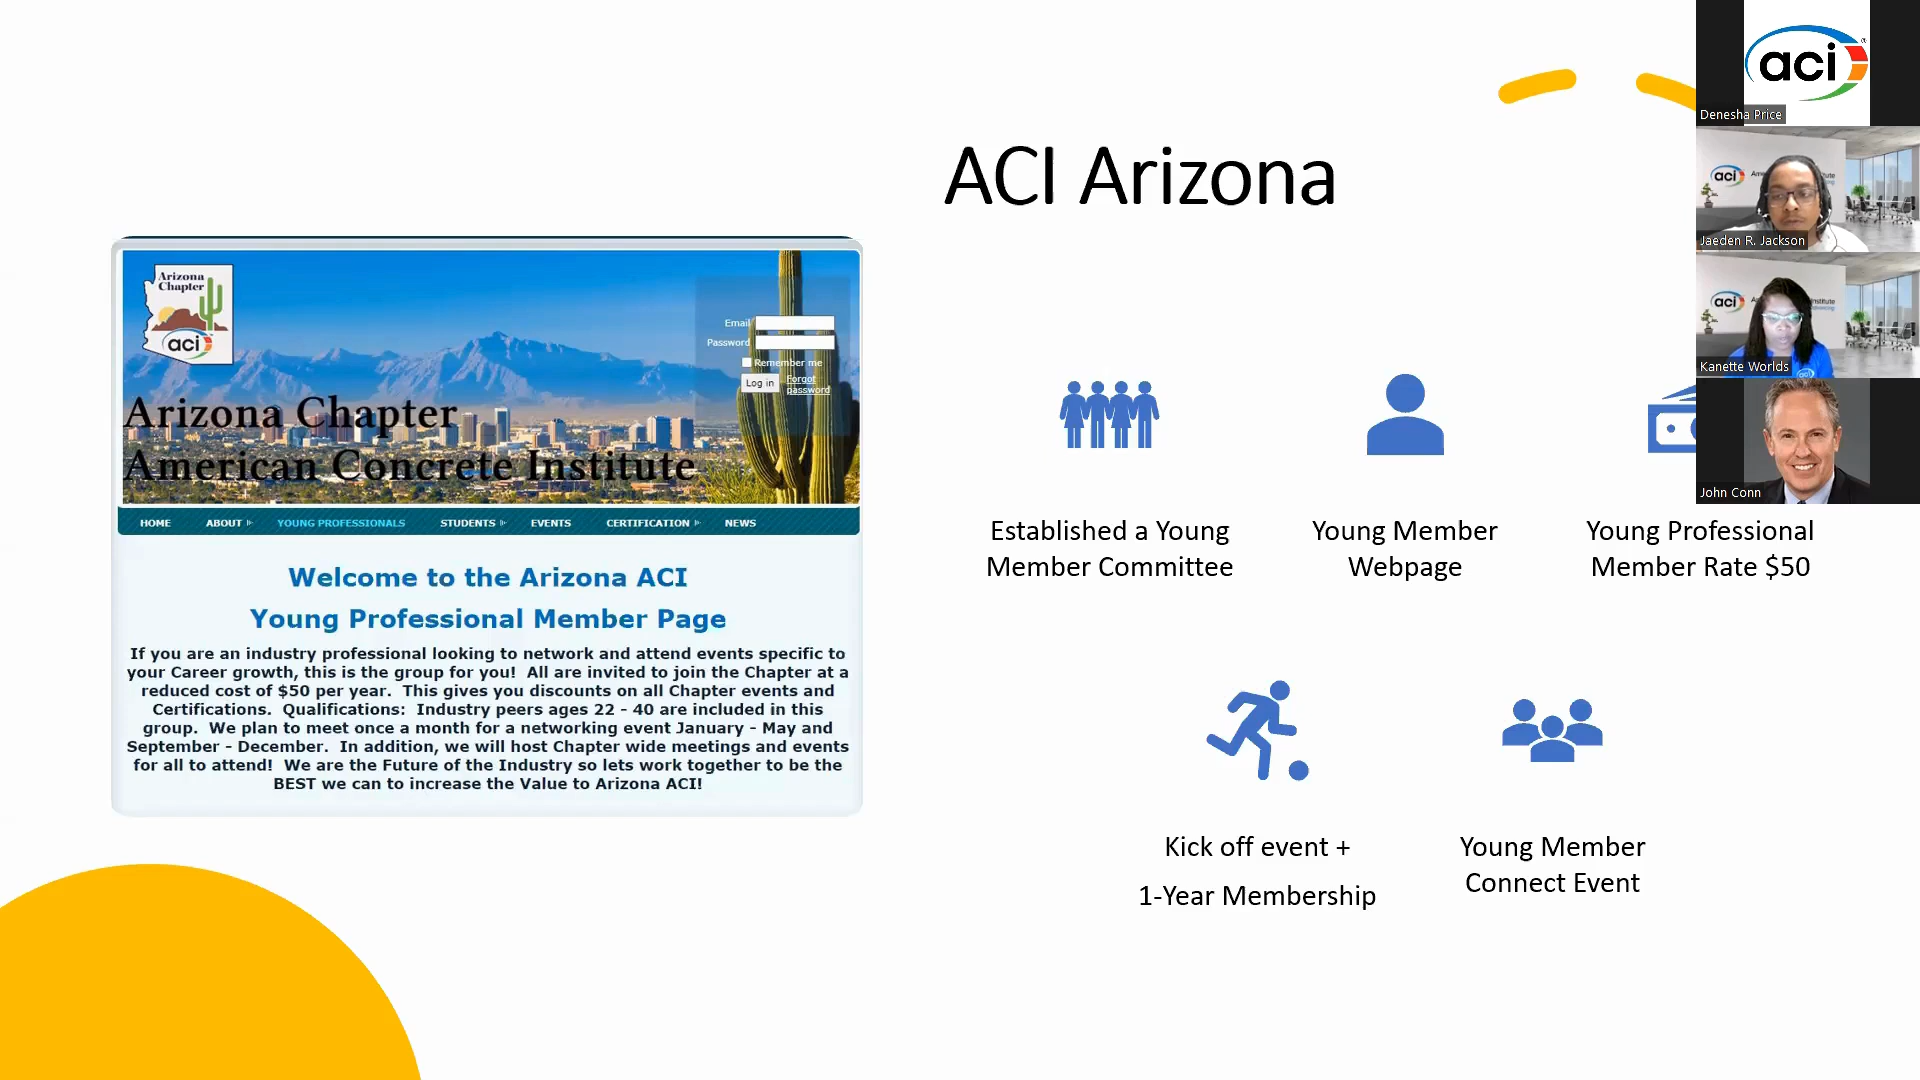 ACI Arizona
Arizona
Chapter
aci
Email
Password
Remember me
Log in
Forgot
password
Arizona Chapter
American Concrete Institute
HOME
ABOUT
YOUNG PROFESSIONALS
STUDENTS
EVENTS
CERTIFICATION
NEWS
Welcome to the Arizona ACI
Young Professional Member Page
If you are an industry professional looking to network and attend events specific to
your Career growth, this is the group for you!  All are invited to join the Chapter at a
reduced cost of $50 per year.  This gives you discounts on all Chapter events and
Certifications.  Qualifications:  Industry peers ages 22 - 40 are included in this
group.  We plan to meet once a month for a networking event January - May and
September - December.  In addition, we will host Chapter wide meetings and events
for all to attend!  We are the Future of the Industry so lets work together to be the
BEST we can to increase the Value to Arizona ACI!
Established a Young
Member Committee
Young Member
Webpage
Young Professional
Member Rate $50
Kick off event +
1-Year Membership
Young Member
Connect Event
aci
Denesha Price
aci
Jaeden R. Jackson
aci
Kanette Worlds
John Conn